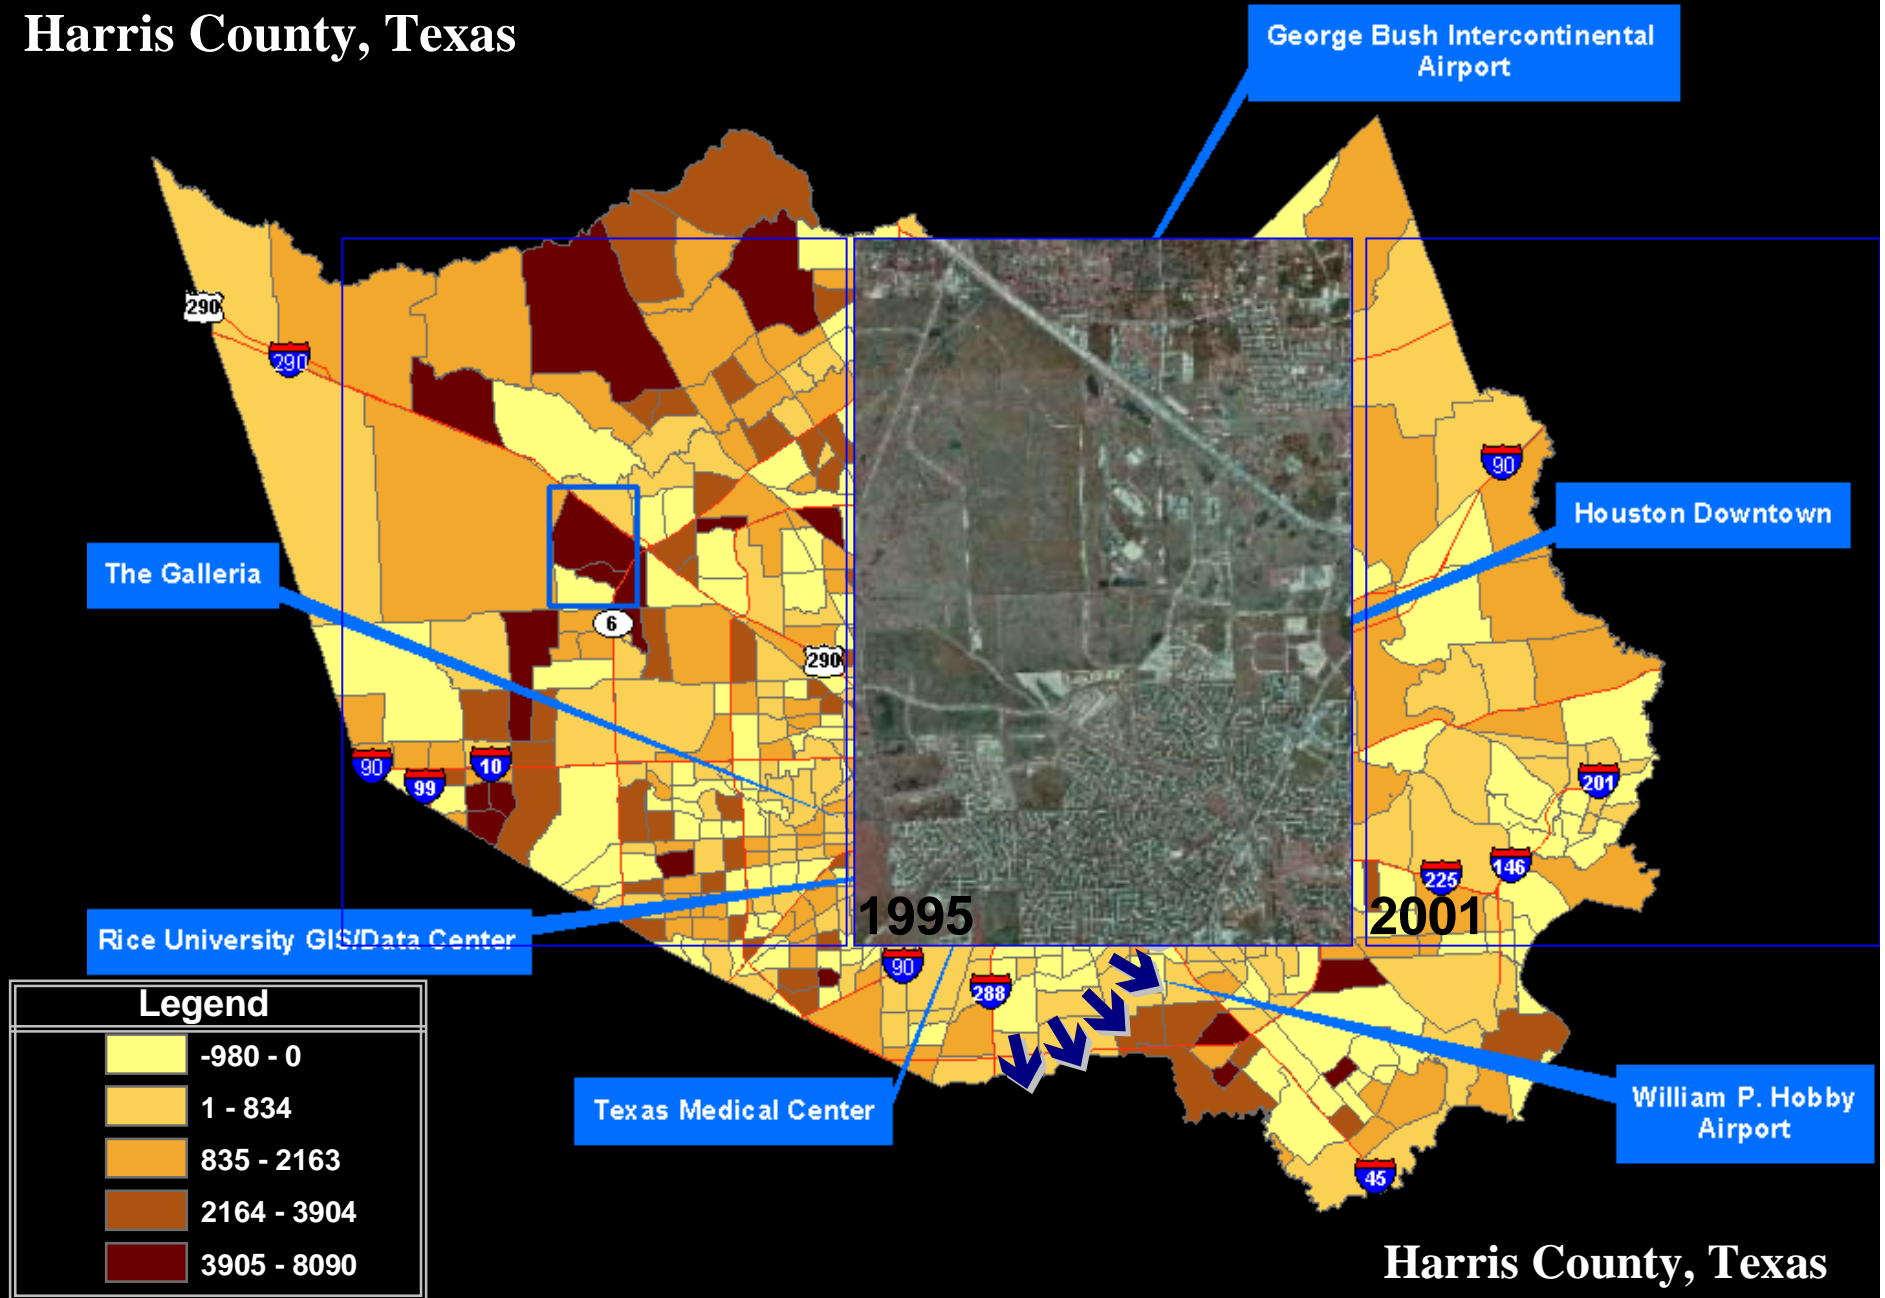 Harris County, Texas
George Bush Intercontinental
Airport
290
290
90
Houston Downtown
The Galleria
6
290
90
99
10
201
146
225
1995
2001
Rice University GIS/Data Center
90
288
Legend
-980 - 0
1 - 834
835 - 2163
2164 - 3904
3905 - 8090
Texas Medical Center
William P. Hobby
Airport
45
Harris County, Texas